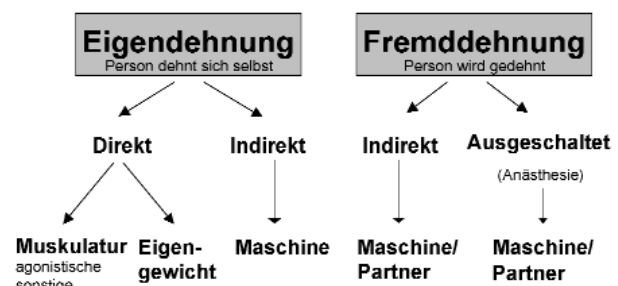 Eigendehnung
Person dehnt sich selbst
Fremddehnung
Person wird gedehnt
Direkt
Indirekt
Indirekt
Ausgeschaltet
(Anästhesie)
Muskulatur
agonistische
sonstige
Eigen-
gewicht
Maschine
Maschine/
Partner
Maschine/
Partner